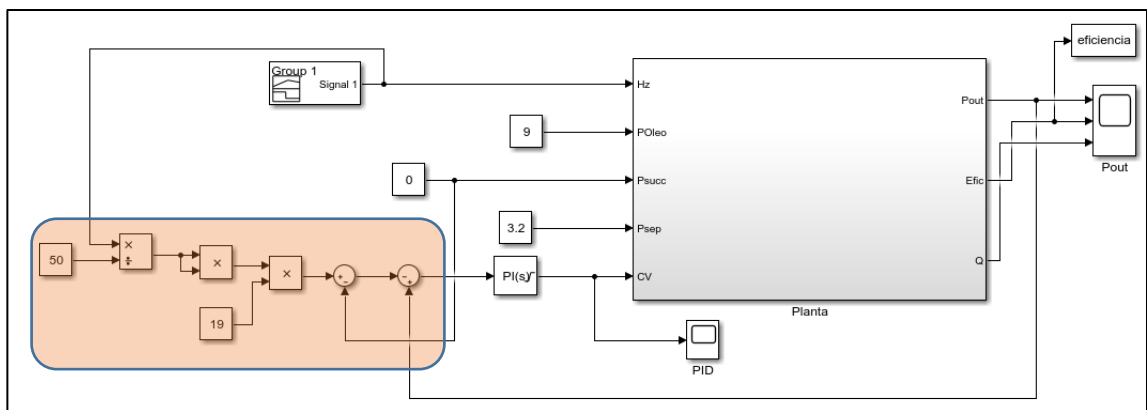 eficiencia
Group 1
Signal 1
Hz
Pout
9
POleo
Pout
0
Psucc
Efic
3.2
Psep
50
×
÷
×
×
+
−
−
+
PI(s)
CV
Q
19
Planta
PID